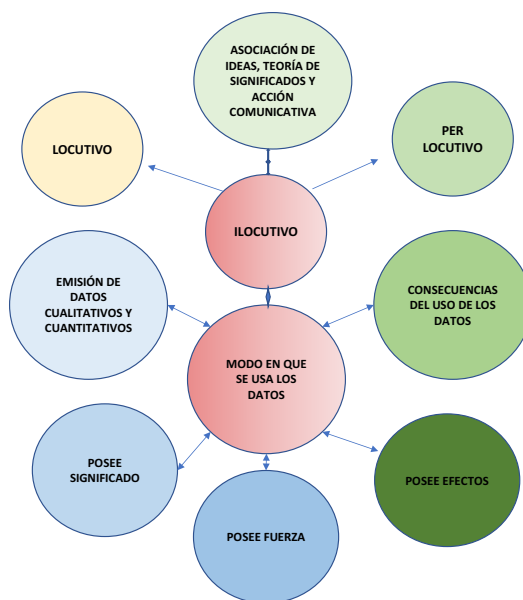 ASOCIACIÓN DE
IDEAS, TEORÍA DE
SIGNIFICADOS Y
ACCIÓN
COMUNICATIVA
LOCUTIVO
PER
LOCUTIVO
ILOCUTIVO
EMISIÓN DE
DATOS
CUALITATIVOS Y
CUANTITATIVOS
CONSECUENCIAS
DEL USO DE LOS
DATOS
MODO EN QUE
SE USA LOS
DATOS
POSEE
SIGNIFICADO
POSEE EFECTOS
POSEE FUERZA